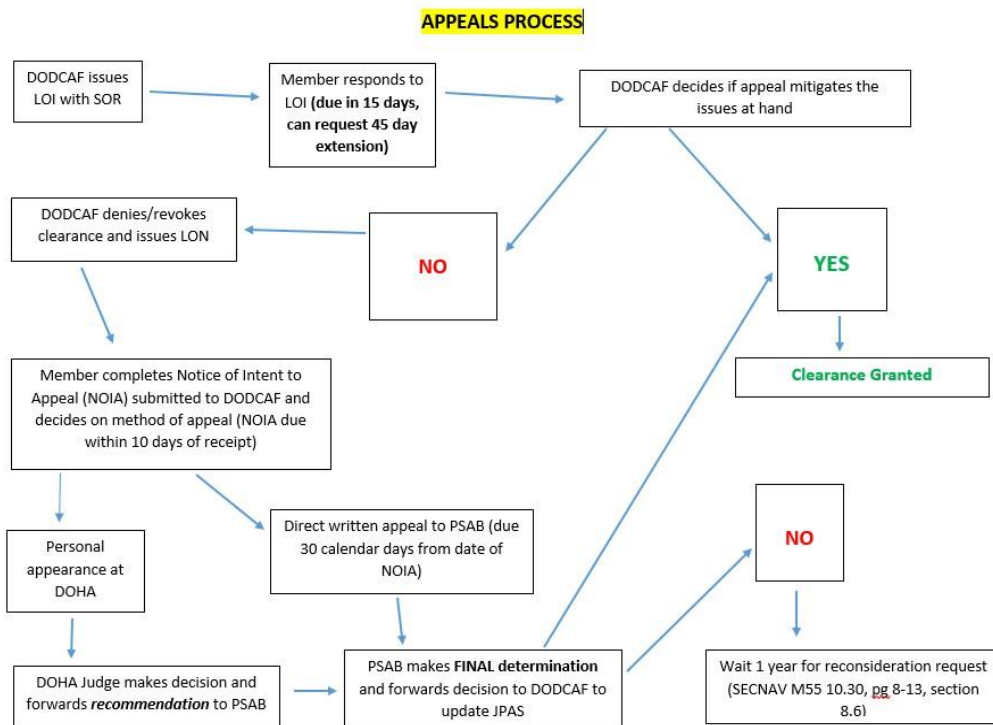 APPEALS PROCESS
DODCAF issues
LOI with SOR
Member responds to
LOI (due in 15 days,
can request 45 day
extension)
DODCAF decides if appeal mitigates the
issues at hand
DODCAF denies/revokes
clearance and issues LON
NO
YES
Clearance Granted
Member completes Notice of Intent to
Appeal (NOIA) submitted to DODCAF and
decides on method of appeal (NOIA due
within 10 days of receipt)
Personal
appearance at
DOHA
Direct written appeal to PSAB (due
30 calendar days from date of
NOIA)
NO
DOHA Judge makes decision and
forwards recommendation to PSAB
PSAB makes FINAL determination
and forwards decision to DODCAF to
update JPAS
Wait 1 year for reconsideration request
(SECNAV M55 10.30, pg 8-13, section
8.6)